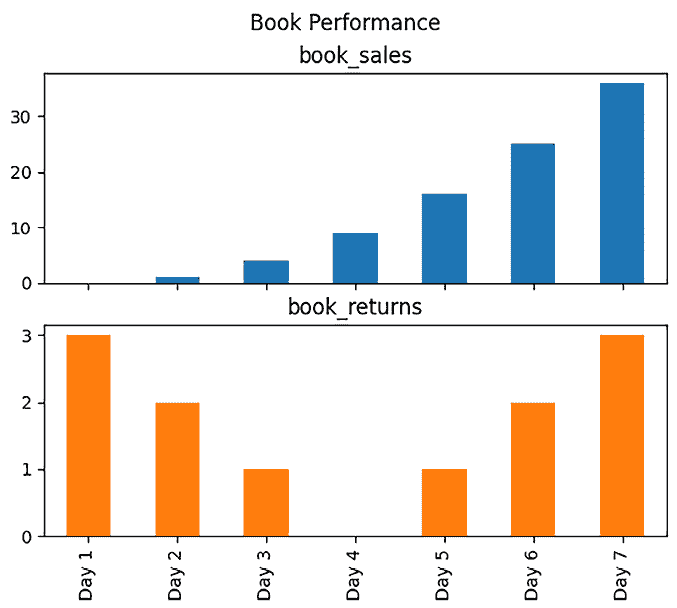 Book Performance
book_sales
30
20
10
0
book_returns
3
2
1
0
Day 1
Day 2
Day 3
Day 4
Day 5
Day 6
Day 7